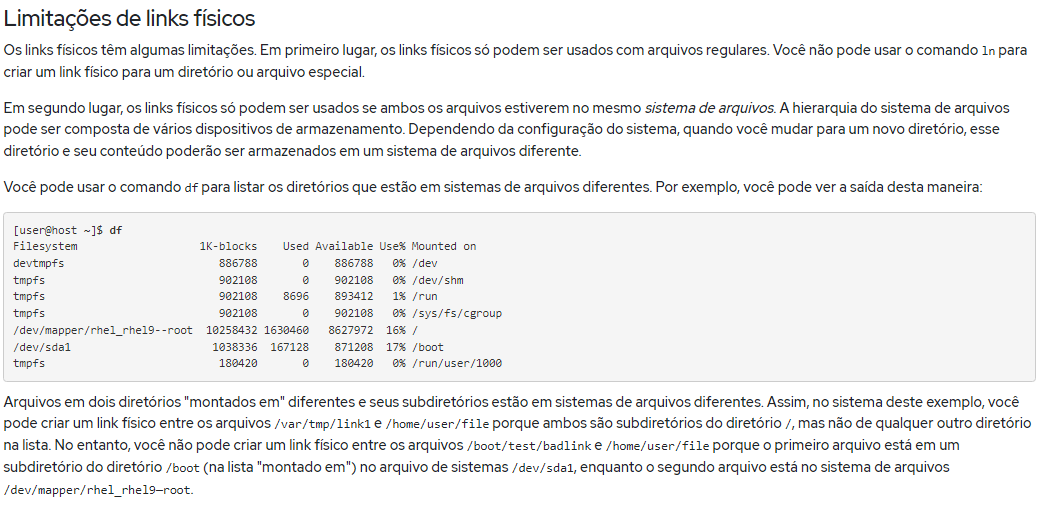 Limitações de links físicos
Os links físicos têm algumas limitações. Em primeiro lugar, os links físicos só podem ser usados com arquivos regulares. Você não pode usar o comando ln para
criar um link físico para um diretório ou arquivo especial.
Em segundo lugar, os links físicos só podem ser usados se ambos os arquivos estiverem no mesmo sistema de arquivos. A hierarquia do sistema de arquivos
pode ser composta de vários dispositivos de armazenamento. Dependendo da configuração do sistema, quando você mudar para um novo diretório, esse
diretório e seu conteúdo poderão ser armazenados em um sistema de arquivos diferente.
Você pode usar o comando df para listar os diretórios que estão em sistemas de arquivos diferentes. Por exemplo, você pode ver a saída desta maneira:
[user@host ~]$ df
Filesystem                  1K-blocks    Used Available Use% Mounted on
devtmpfs                       886788       0    886788   0% /dev
tmpfs                          902108       0    902108   0% /dev/shm
tmpfs                          902108    8696    893412   1% /run
tmpfs                          902108       0    902108   0% /sys/fs/cgroup
/dev/mapper/rhel_rhel9--root  10258432 1630460   8627972  16% /
/dev/sda1                     1038336  167128    871208  17% /boot
tmpfs                          180420       0    180420   0% /run/user/1000
Arquivos em dois diretórios "montados em" diferentes e seus subdiretórios estão em sistemas de arquivos diferentes. Assim, no sistema deste exemplo, você
pode criar um link físico entre os arquivos /var/tmp/link1 e /home/user/file porque ambos são subdiretórios do diretório /, mas não de qualquer outro diretório
na lista. No entanto, você não pode criar um link físico entre os arquivos /boot/test/badlink e /home/user/file porque o primeiro arquivo está em um
subdiretório do diretório /boot (na lista "montado em") no arquivo de sistemas /dev/sda1, enquanto o segundo arquivo está no sistema de arquivos
/dev/mapper/rhel_rhel9—root.